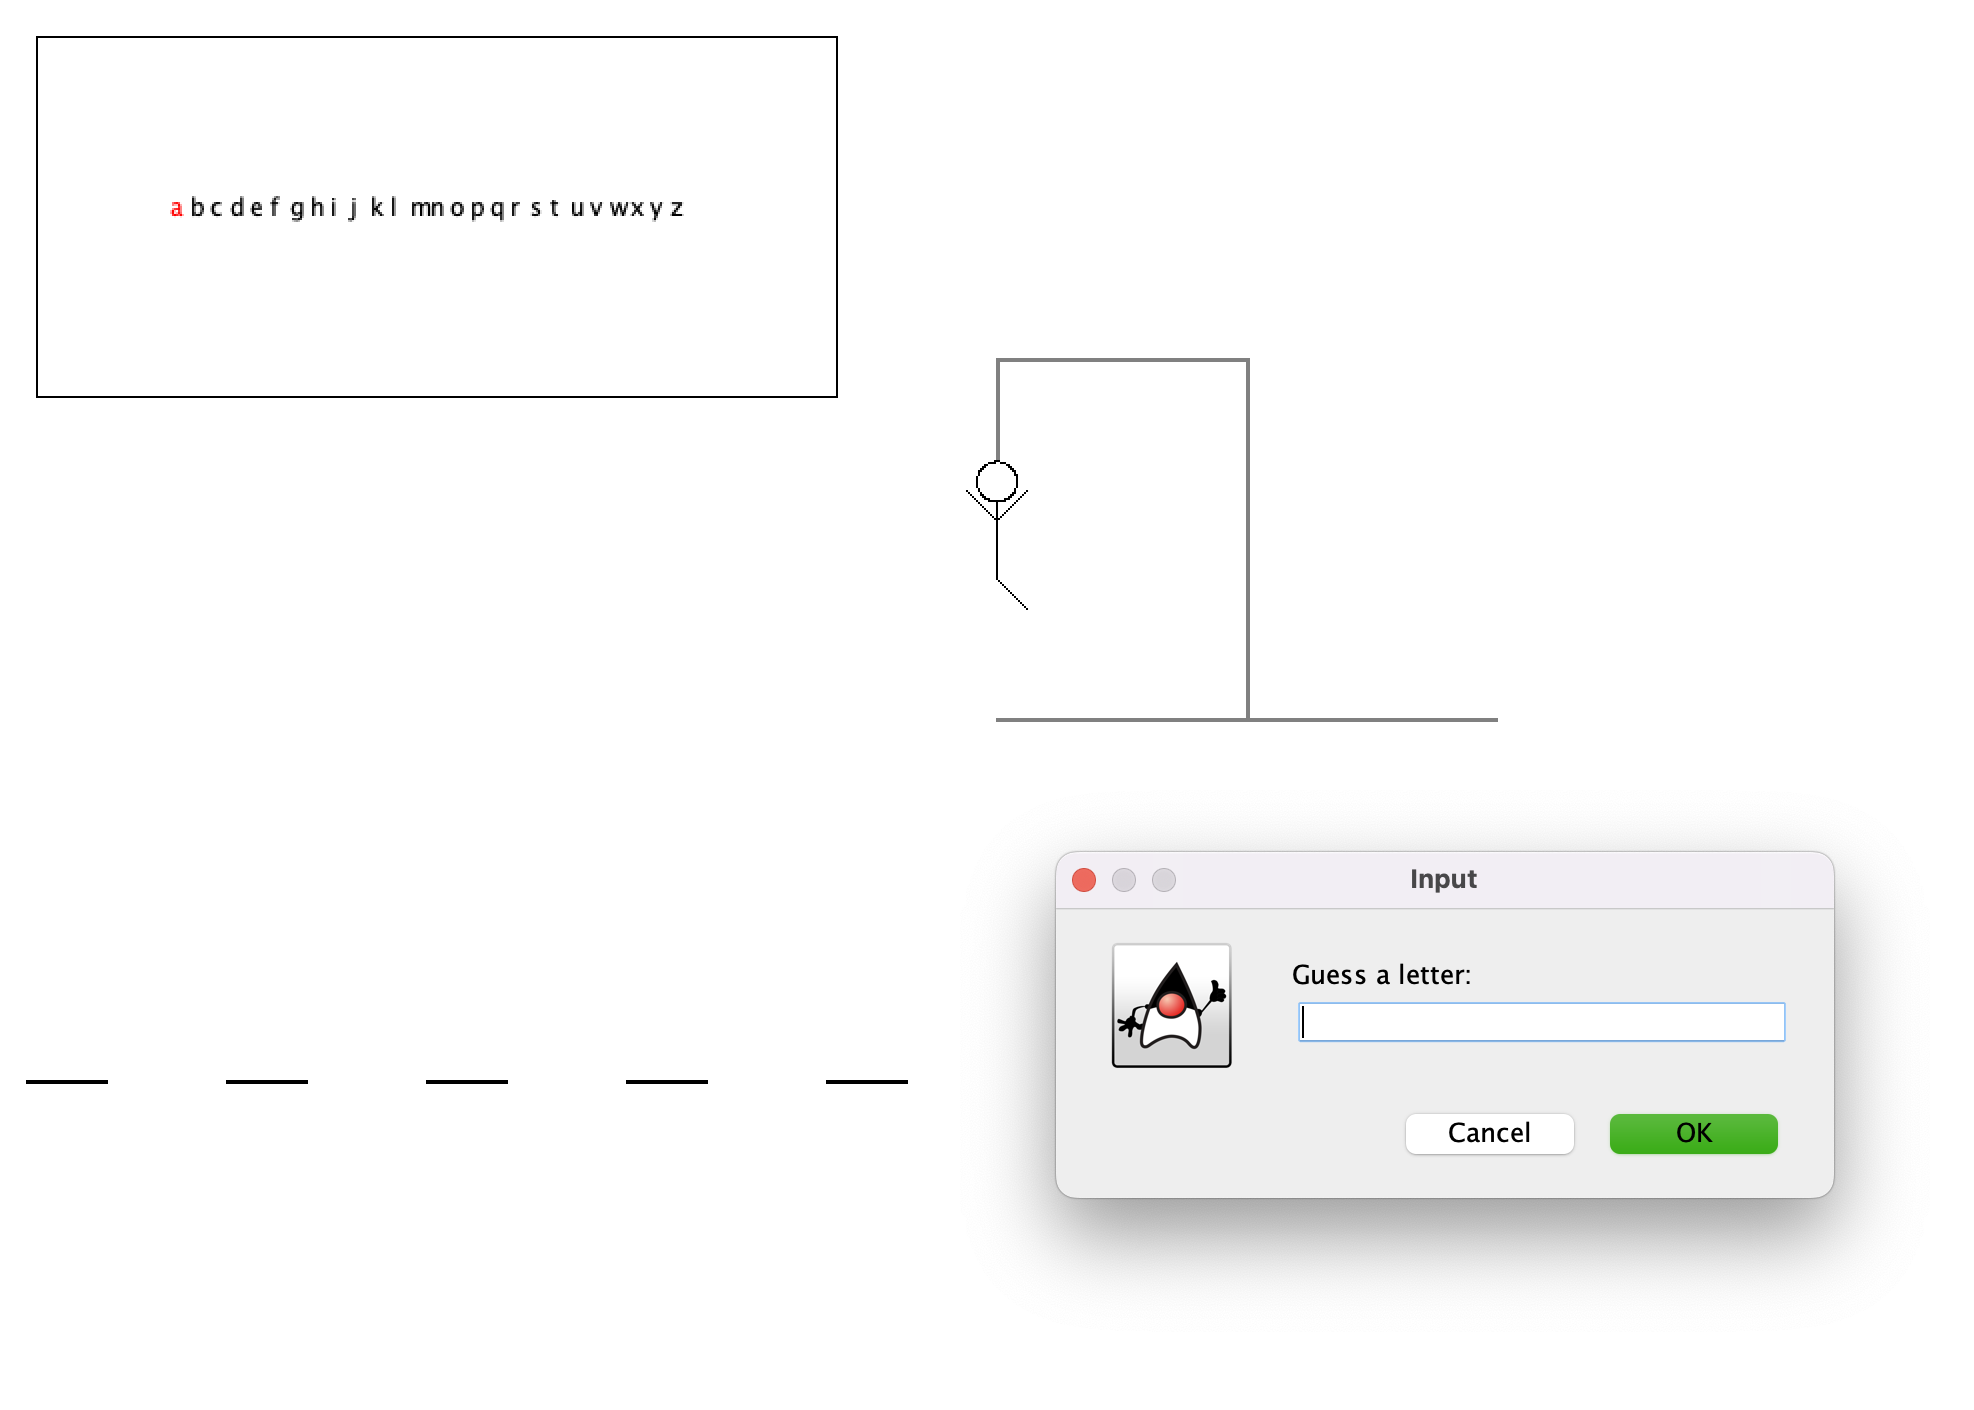 a b c d e f g h i j k l m n o p q r s t u v w x y z
Input
Guess a letter:
Cancel
OK